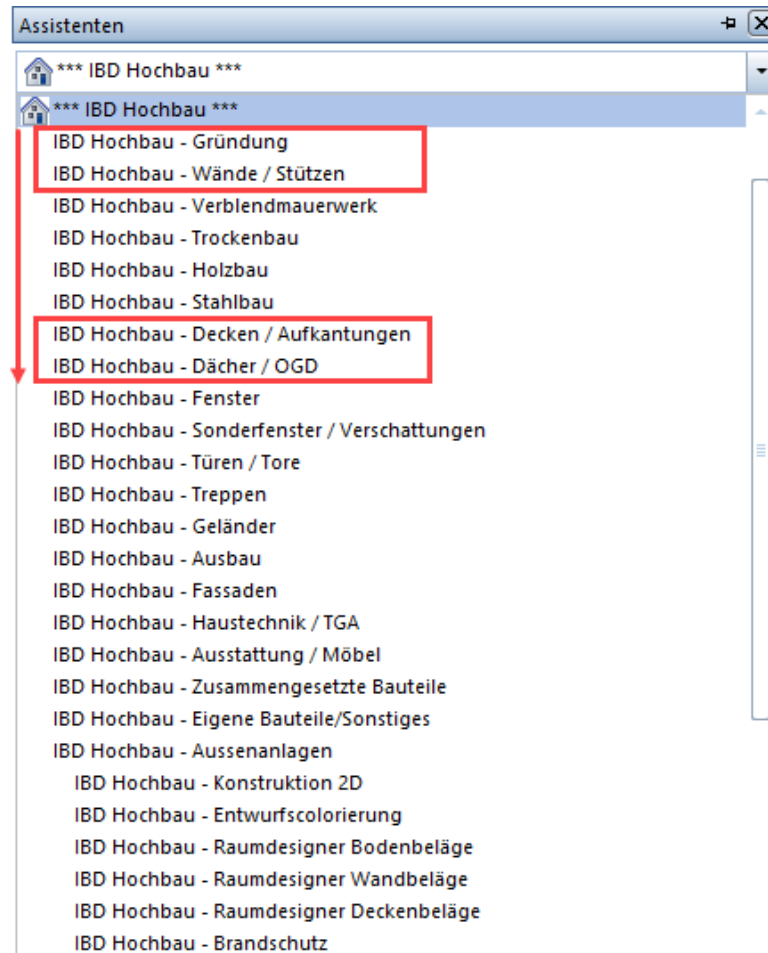 Assistenten
*** IBD Hochbau ***
*** IBD Hochbau ***
IBD Hochbau - Gründung
IBD Hochbau - Wände / Stützen
IBD Hochbau - Verblendmauerwerk
IBD Hochbau - Trockenbau
IBD Hochbau - Holzbau
IBD Hochbau - Stahlbau
IBD Hochbau - Decken / Aufkantungen
IBD Hochbau - Dächer / OGD
IBD Hochbau - Fenster
IBD Hochbau - Sonderfenster / Verschattungen
IBD Hochbau - Türen / Tore
IBD Hochbau - Treppen
IBD Hochbau - Geländer
IBD Hochbau - Ausbau
IBD Hochbau - Fassaden
IBD Hochbau - Haustechnik / TGA
IBD Hochbau - Ausstattung / Möbel
IBD Hochbau - Zusammengesetzte Bauteile
IBD Hochbau - Eigene Bauteile/Sonstiges
IBD Hochbau - Aussenanlagen
IBD Hochbau - Konstruktion 2D
IBD Hochbau - Entwurfscolorierung
IBD Hochbau - Raumdesigner Bodenbeläge
IBD Hochbau - Raumdesigner Wandbeläge
IBD Hochbau - Raumdesigner Deckenbeläge
IBD Hochbau - Brandschutz